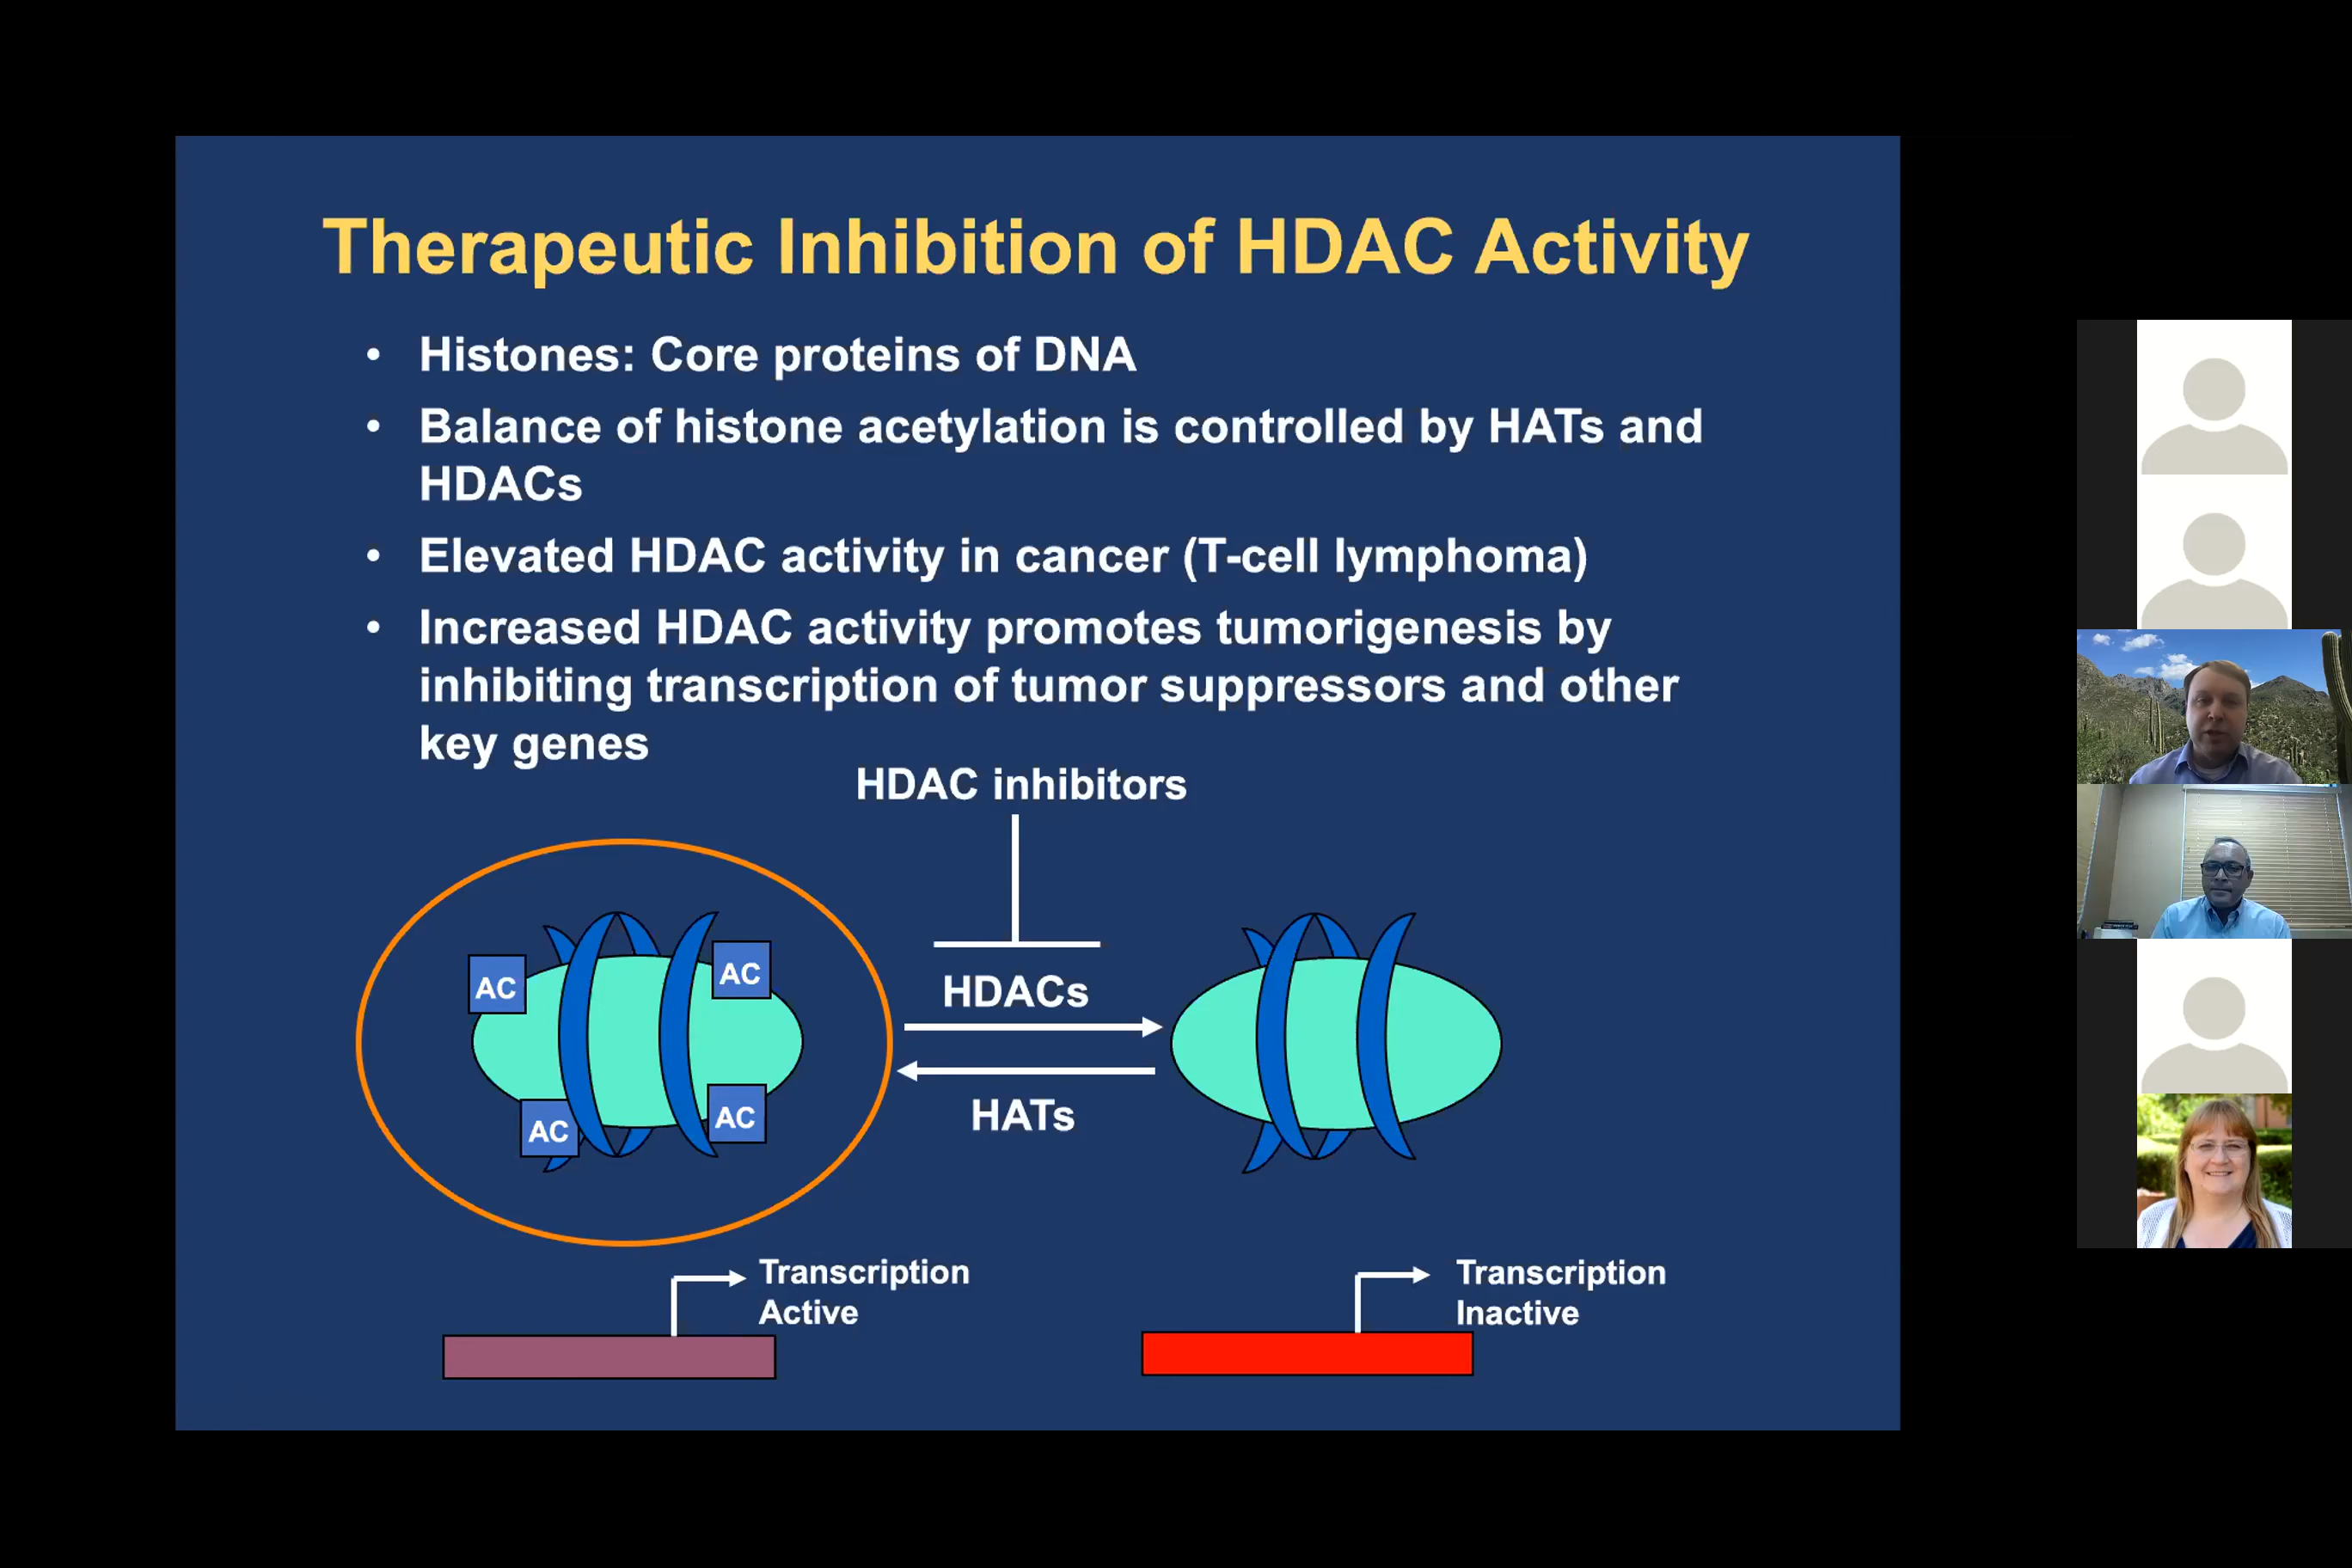 Therapeutic Inhibition of HDAC Activity
• Histones: Core proteins of DNA
• Balance of histone acetylation is controlled by HATs and
HDACs
• Elevated HDAC activity in cancer (T-cell lymphoma)
• Increased HDAC activity promotes tumorigenesis by
inhibiting transcription of tumor suppressors and other
key genes
HDAC inhibitors
AC
AC
AC
AC
HDACs
HATs
Transcription
Active
Transcription
Inactive